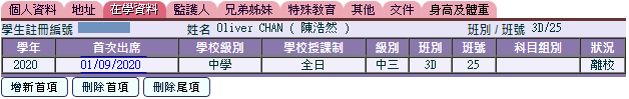 個人資料 地址 在學資料 監護人 兄弟姊妹 特殊教育 其他 文件 身高及體重
學生註冊編號 姓名 Oliver CHAN ( 陳浩然 ) 班別 / 班號 3D/25
學年 首次出席 學校級別 學校授課制 級別 班別 班號 科目組別 狀況
2020 01/09/2020 中學 全日 中三 3D 25 離校
增新首項 刪除首項 刪除尾項